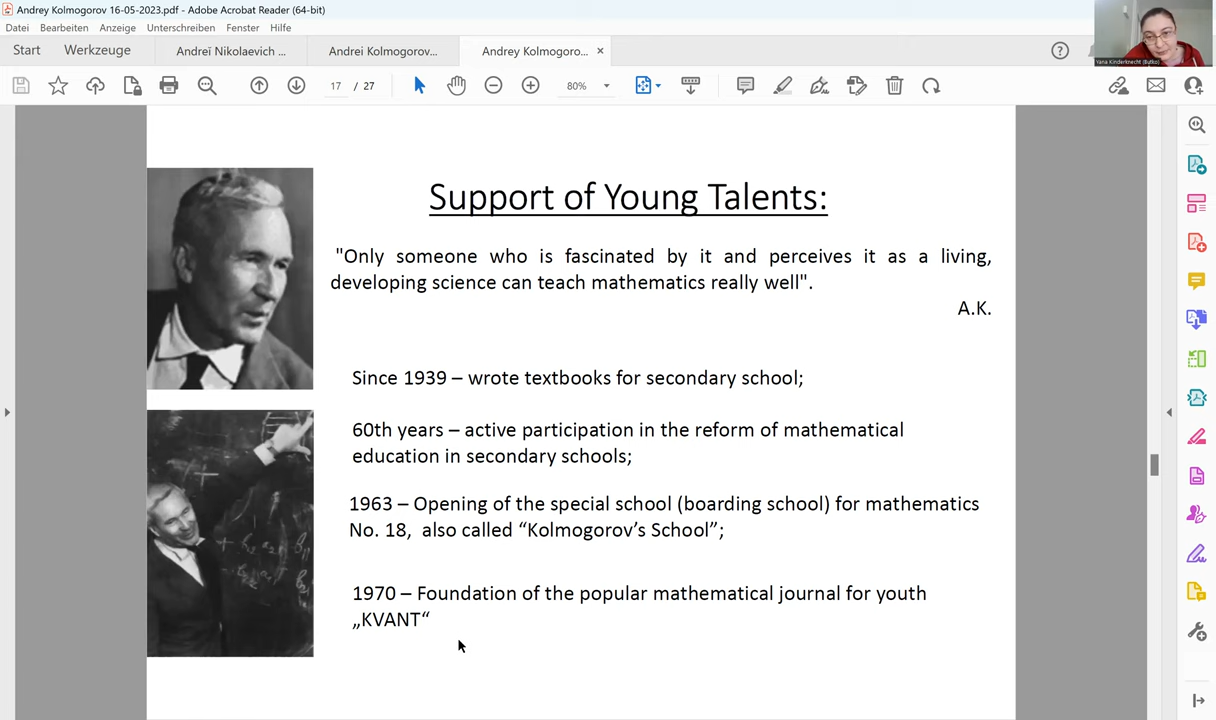 Andrey Kolmogorov 16-05-2023.pdf - Adobe Acrobat Reader (64-bit)
Datei Bearbeiten Anzeige Unterschreiben Fenster Hilfe
Start Werkzeuge Andreï Nikolaevich ... Andrei Kolmogorov... Andrey Kolmogoro... ×
Yana Kinderknecht (Butko)
17 / 27 80%
Support of Young Talents:
"Only someone who is fascinated by it and perceives it as a living,
developing science can teach mathematics really well".
A.K.
Since 1939 – wrote textbooks for secondary school;
60th years – active participation in the reform of mathematical
education in secondary schools;
1963 – Opening of the special school (boarding school) for mathematics
No. 18, also called “Kolmogorov’s School”;
1970 – Foundation of the popular mathematical journal for youth
„KVANT“